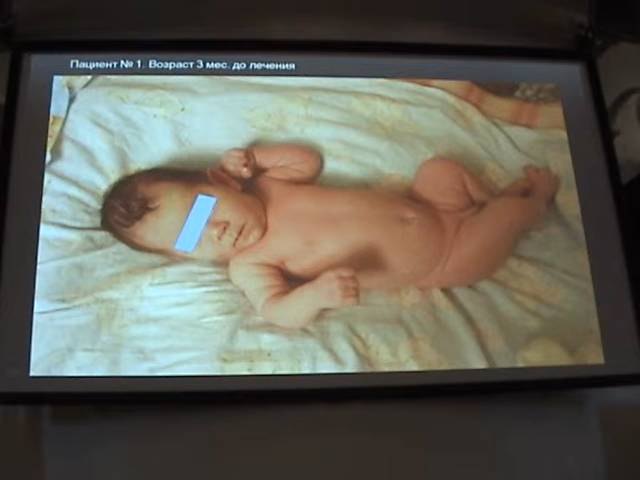 Пациент № 1. Возраст 3 мес. до лечения